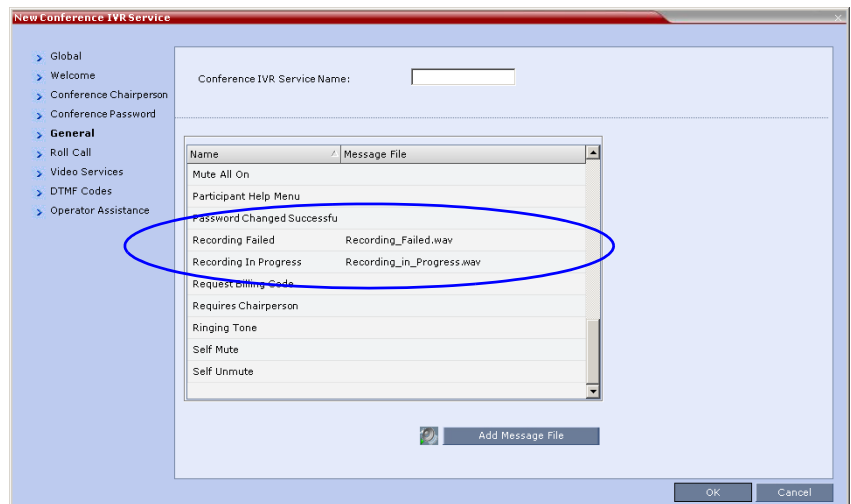 New Conference IVR Service
Global
Welcome
Conference Chairperson
Conference Password
General
Roll Call
Video Services
DTMF Codes
Operator Assistance
Conference IVR Service Name:
Name Message File
Mute All On
Participant Help Menu
Password Changed Successfu
Recording Failed Recording_Failed.wav
Recording In Progress Recording_in_Progress.wav
Request Billing Code
Requires Chairperson
Ringing Tone
Self Mute
Self Unmute
Add Message File
OK Cancel